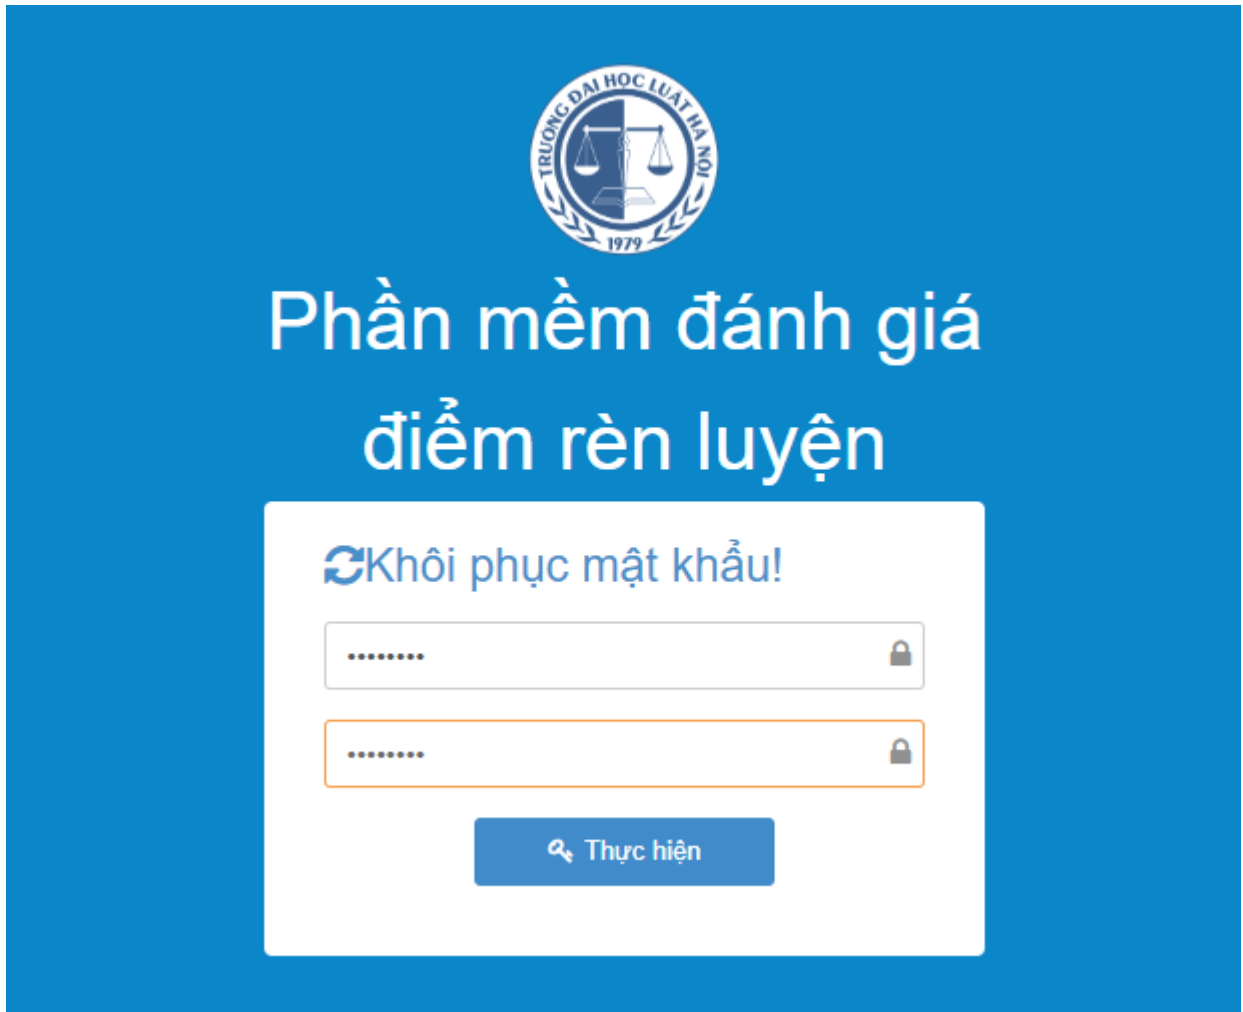 TRƯỜNG ĐẠI HỌC LUẬT HÀ NỘI
1979
Phần mềm đánh giá
điểm rèn luyện
Khôi phục mật khẩu!
••••••••
••••••••
Thực hiện